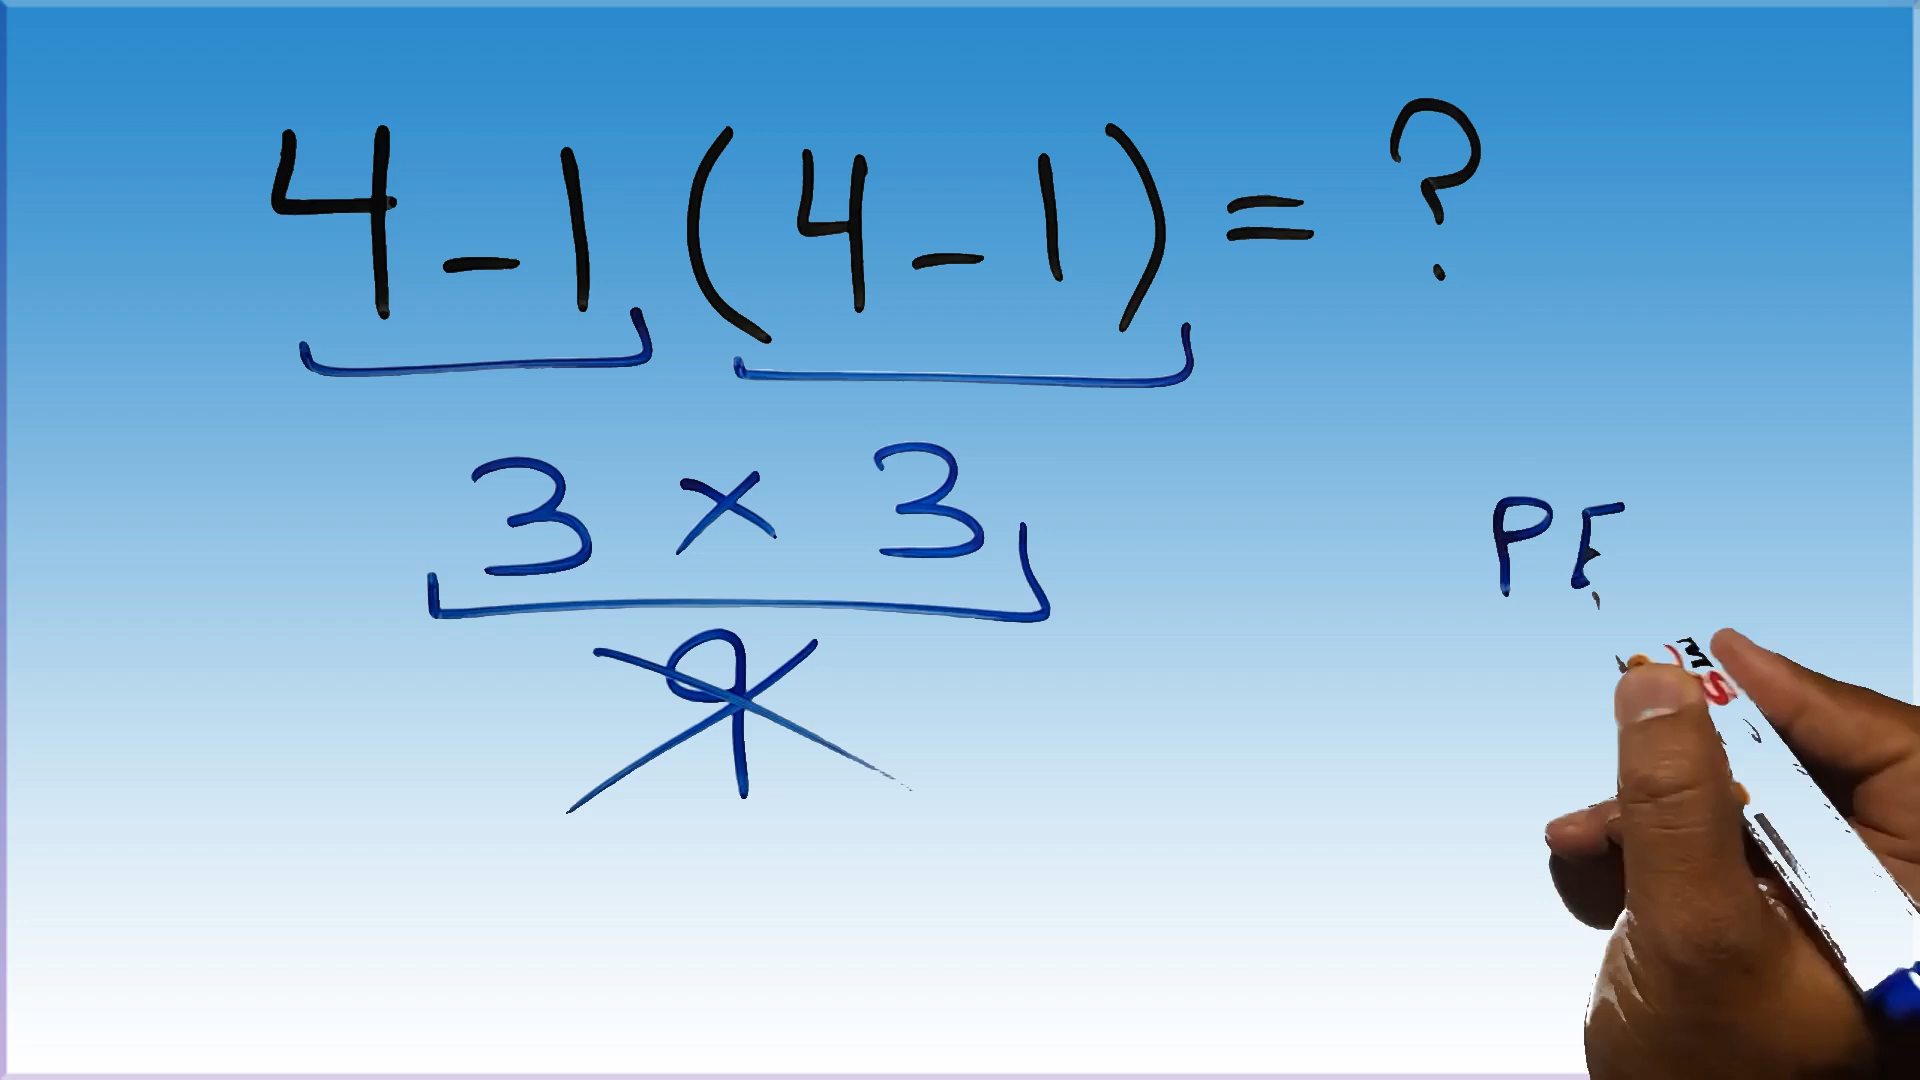 4 - 1 (4 - 1) = ?
3 × 3
PE
9